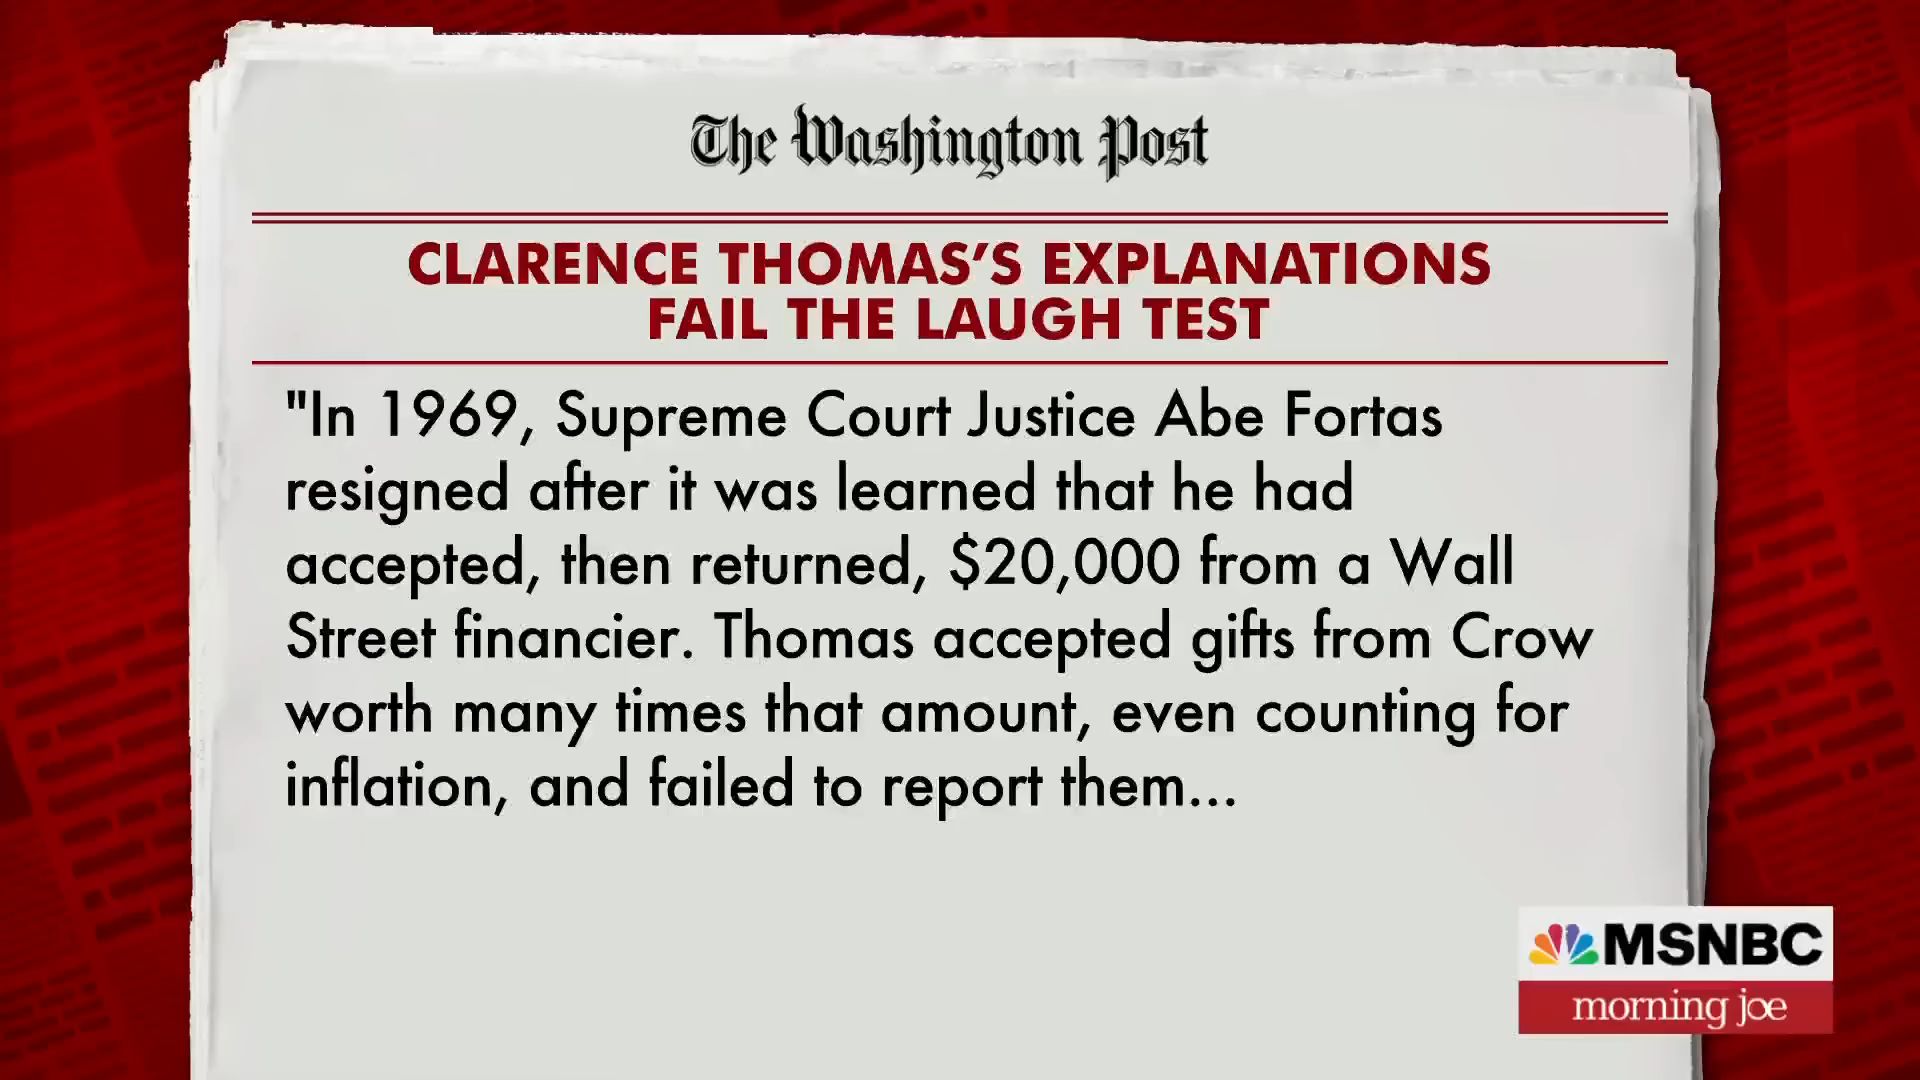 The Washington Post
CLARENCE THOMAS’S EXPLANATIONS
FAIL THE LAUGH TEST
"In 1969, Supreme Court Justice Abe Fortas
resigned after it was learned that he had
accepted, then returned, $20,000 from a Wall
Street financier. Thomas accepted gifts from Crow
worth many times that amount, even counting for
inflation, and failed to report them...
MSNBC
morning joe